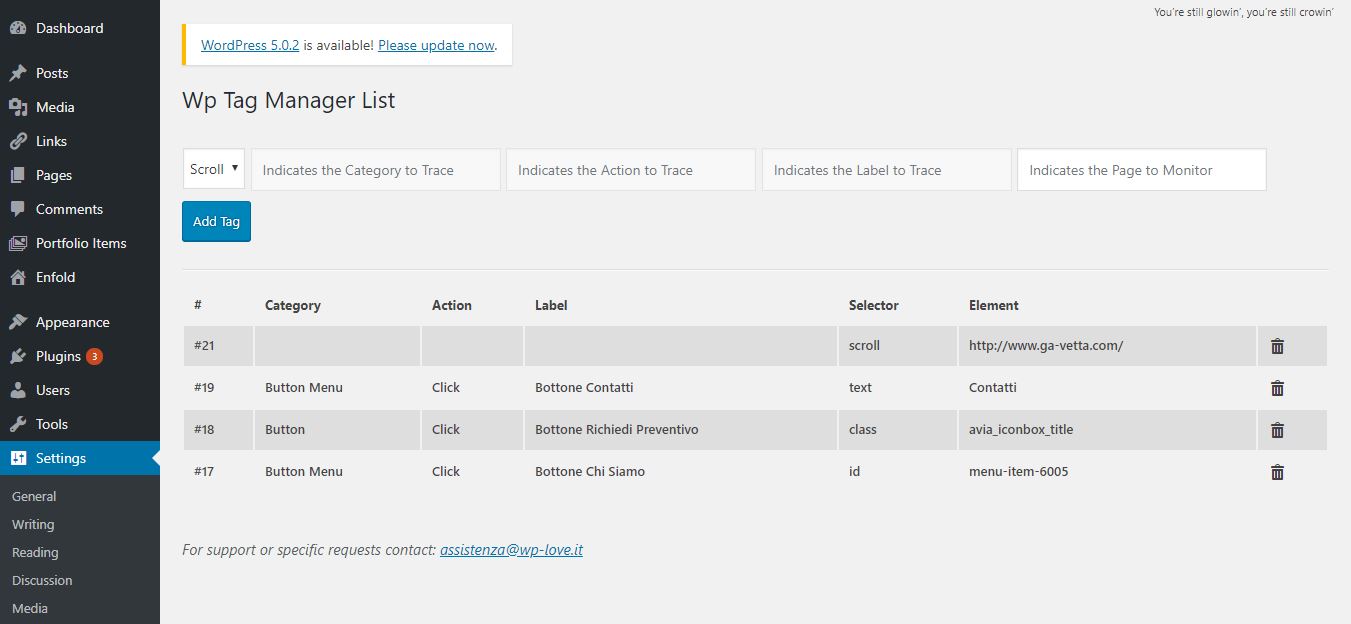 Dashboard
Posts
Media
Links
Pages
Comments
Portfolio Items
Enfold
Appearance
Plugins 3
Users
Tools
Settings
General
Writing
Reading
Discussion
Media
You're still glowin', you're still crowin'
WordPress 5.0.2 is available! Please update now.
Wp Tag Manager List
Scroll Indicates the Category to Trace Indicates the Action to Trace Indicates the Label to Trace Indicates the Page to Monitor
Add Tag
# Category Action Label Selector Element
#21 scroll http://www.ga-vetta.com/
#19 Button Menu Click Bottone Contatti text Contatti
#18 Button Click Bottone Richiedi Preventivo class avia_iconbox_title
#17 Button Menu Click Bottone Chi Siamo id menu-item-6005
For support or specific requests contact: assistenza@wp-love.it